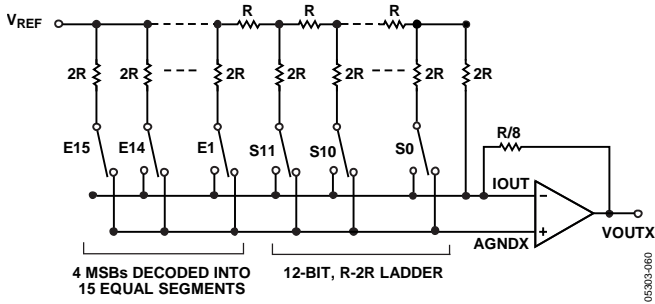 R R R
VREF
2R 2R 2R 2R 2R 2R 2R
E15 E14 E1 S11 S10 S0
R/8
IOUT
VOUTX
AGNDX
4 MSBs DECODED INTO
15 EQUAL SEGMENTS
12-BIT, R-2R LADDER
05303-060